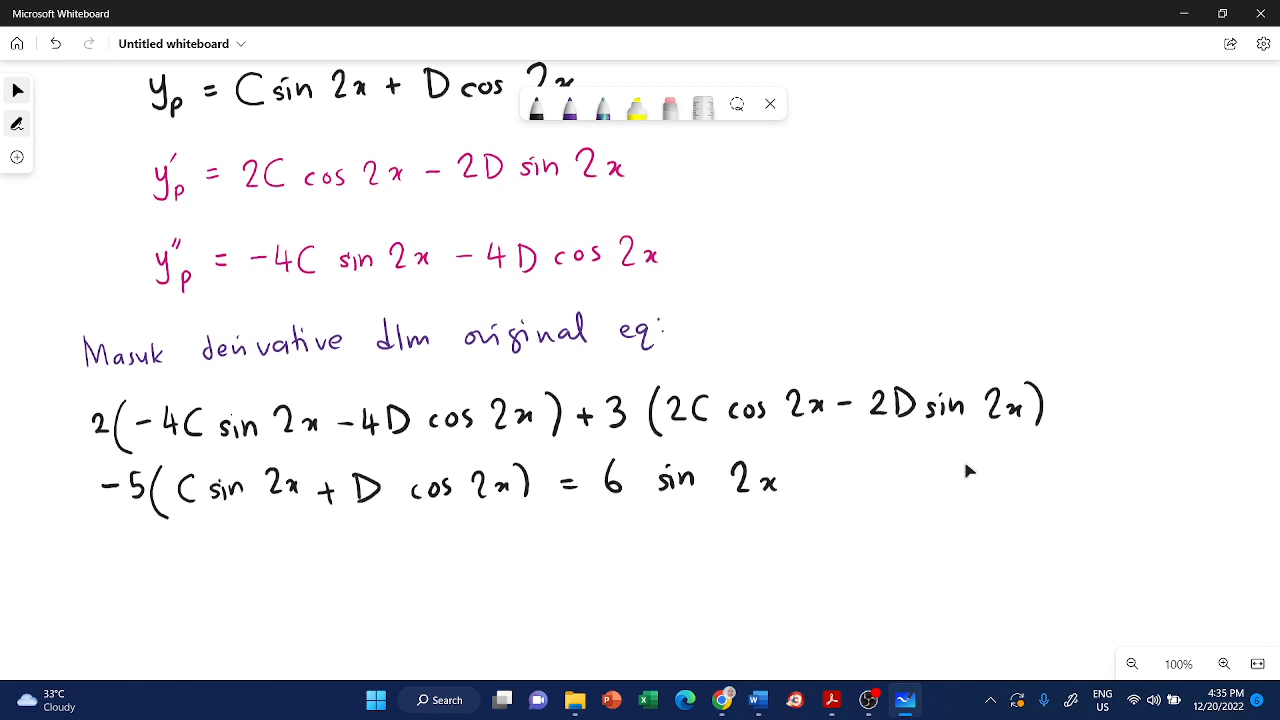 Microsoft Whiteboard
Untitled whiteboard
yp = C sin 2x + D cos 2x
y′p = 2C cos 2x - 2D sin 2x
y″p = -4C sin 2x - 4D cos 2x
Masuk derivative dlm original eq:
2(-4C sin 2x - 4D cos 2x) + 3 (2C cos 2x - 2D sin 2x)
-5(C sin 2x + D cos 2x) = 6 sin 2x
100%
33°C
Cloudy
Search
ENG
US
4:35 PM
12/20/2022
5